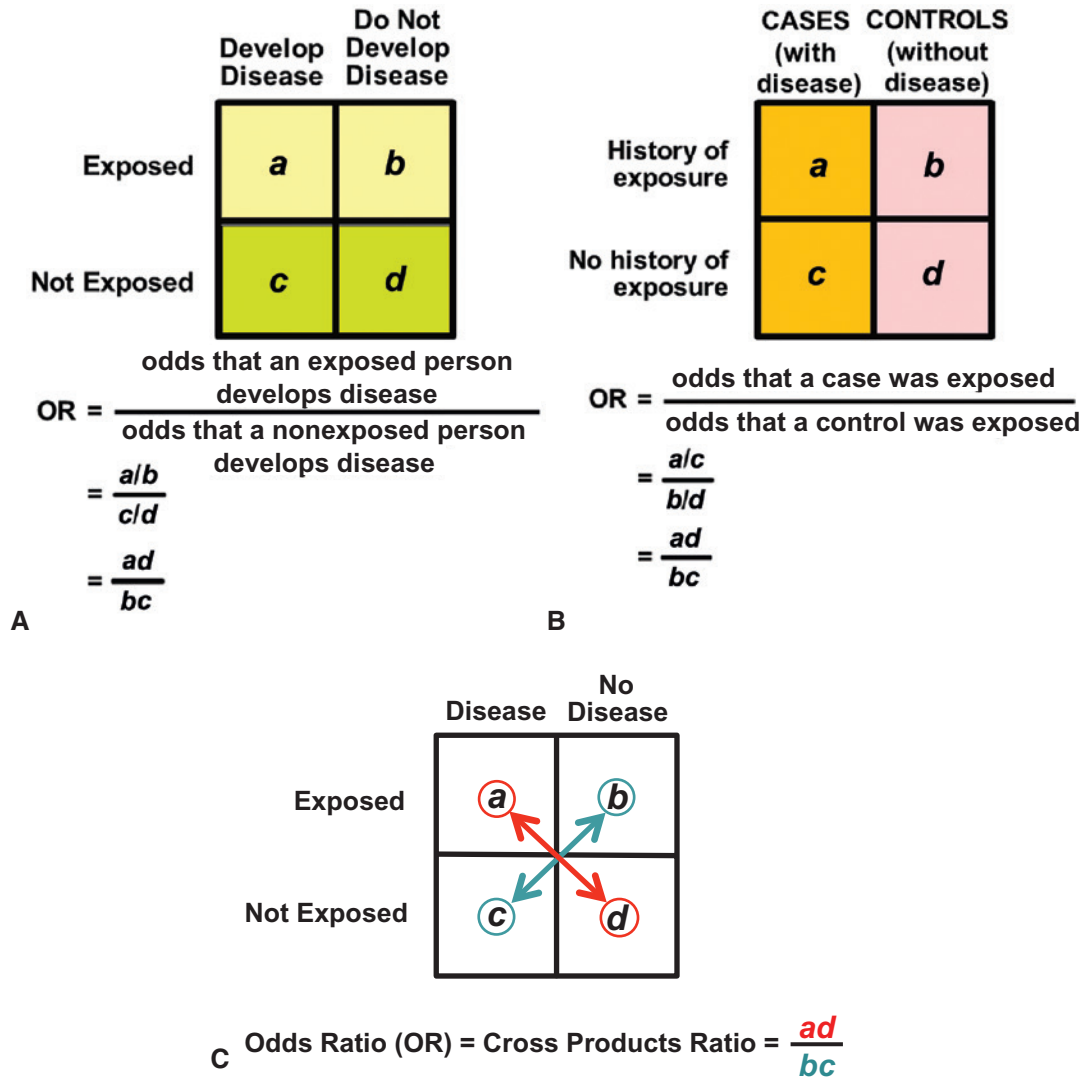 Develop Disease
Do Not Develop Disease
Exposed
a
b
Not Exposed
c
d
OR = odds that an exposed person develops disease
odds that a nonexposed person develops disease
= a/b
c/d
= ad
bc
A
CASES (with disease)
CONTROLS (without disease)
History of exposure
a
b
No history of exposure
c
d
OR = odds that a case was exposed
odds that a control was exposed
= a/c
b/d
= ad
bc
B
Disease
No Disease
Exposed
a
b
Not Exposed
c
d
C Odds Ratio (OR) = Cross Products Ratio = ad
bc